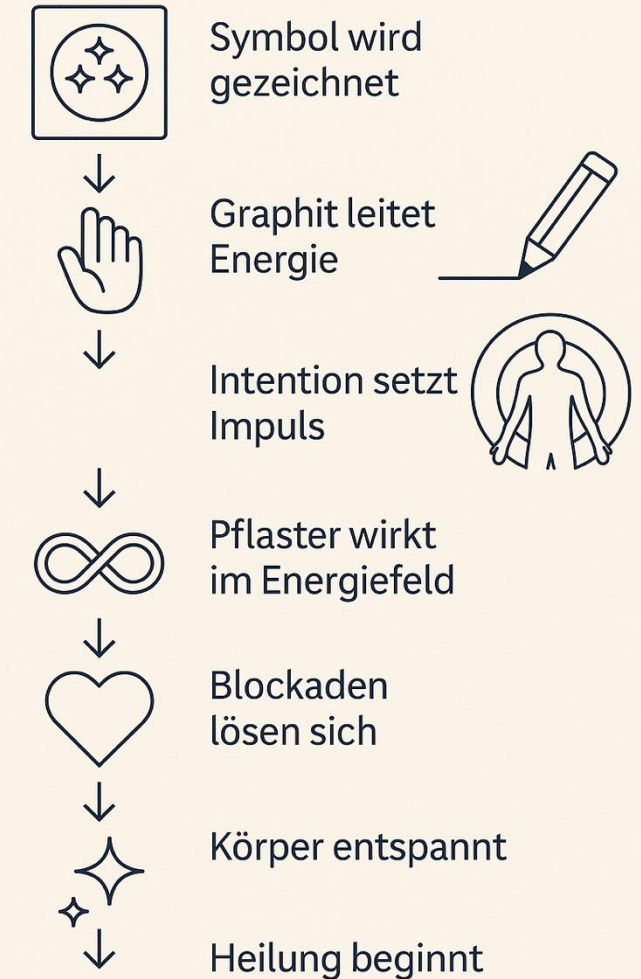 Symbol wird
gezeichnet
Graphit leitet
Energie
Intention setzt
Impuls
Pflaster wirkt
im Energiefeld
Blockaden
lösen sich
Körper entspannt
Heilung beginnt